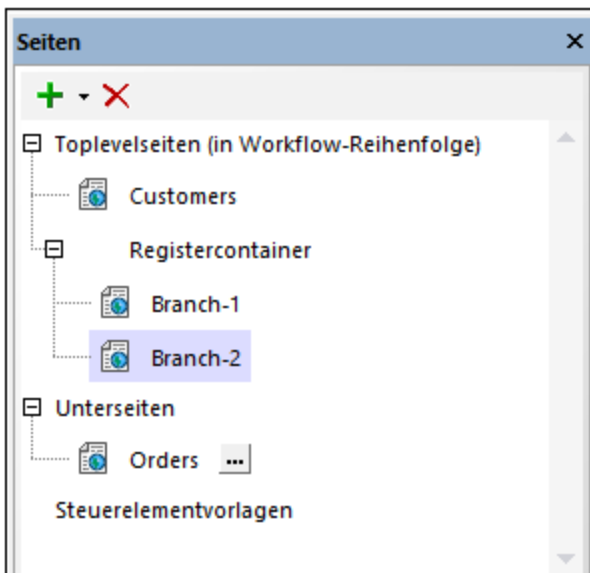 Seiten
Toplevelseiten (in Workflow-Reihenfolge)
Customers
Registercontainer
Branch-1
Branch-2
Unterseiten
Orders ...
Steuerelementvorlagen